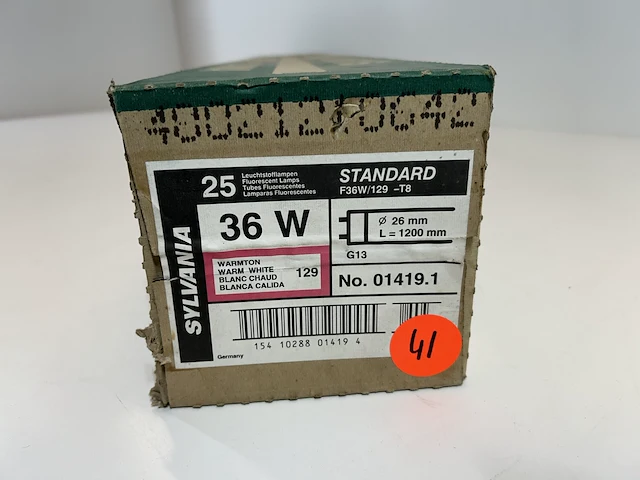 SYLVANIA
25
Leuchtstofflampen
Fluorescent Lamps
Tubes Fluorescentes
Lamparas Fluorescentes
STANDARD
F36W/129 -T8
36 W
ø 26 mm
L = 1200 mm
G13
WARMTON
WARM WHITE
BLANC CHAUD
BLANCA CALIDA
129
No. 01419.1
154 10288 01419 4
Germany
41